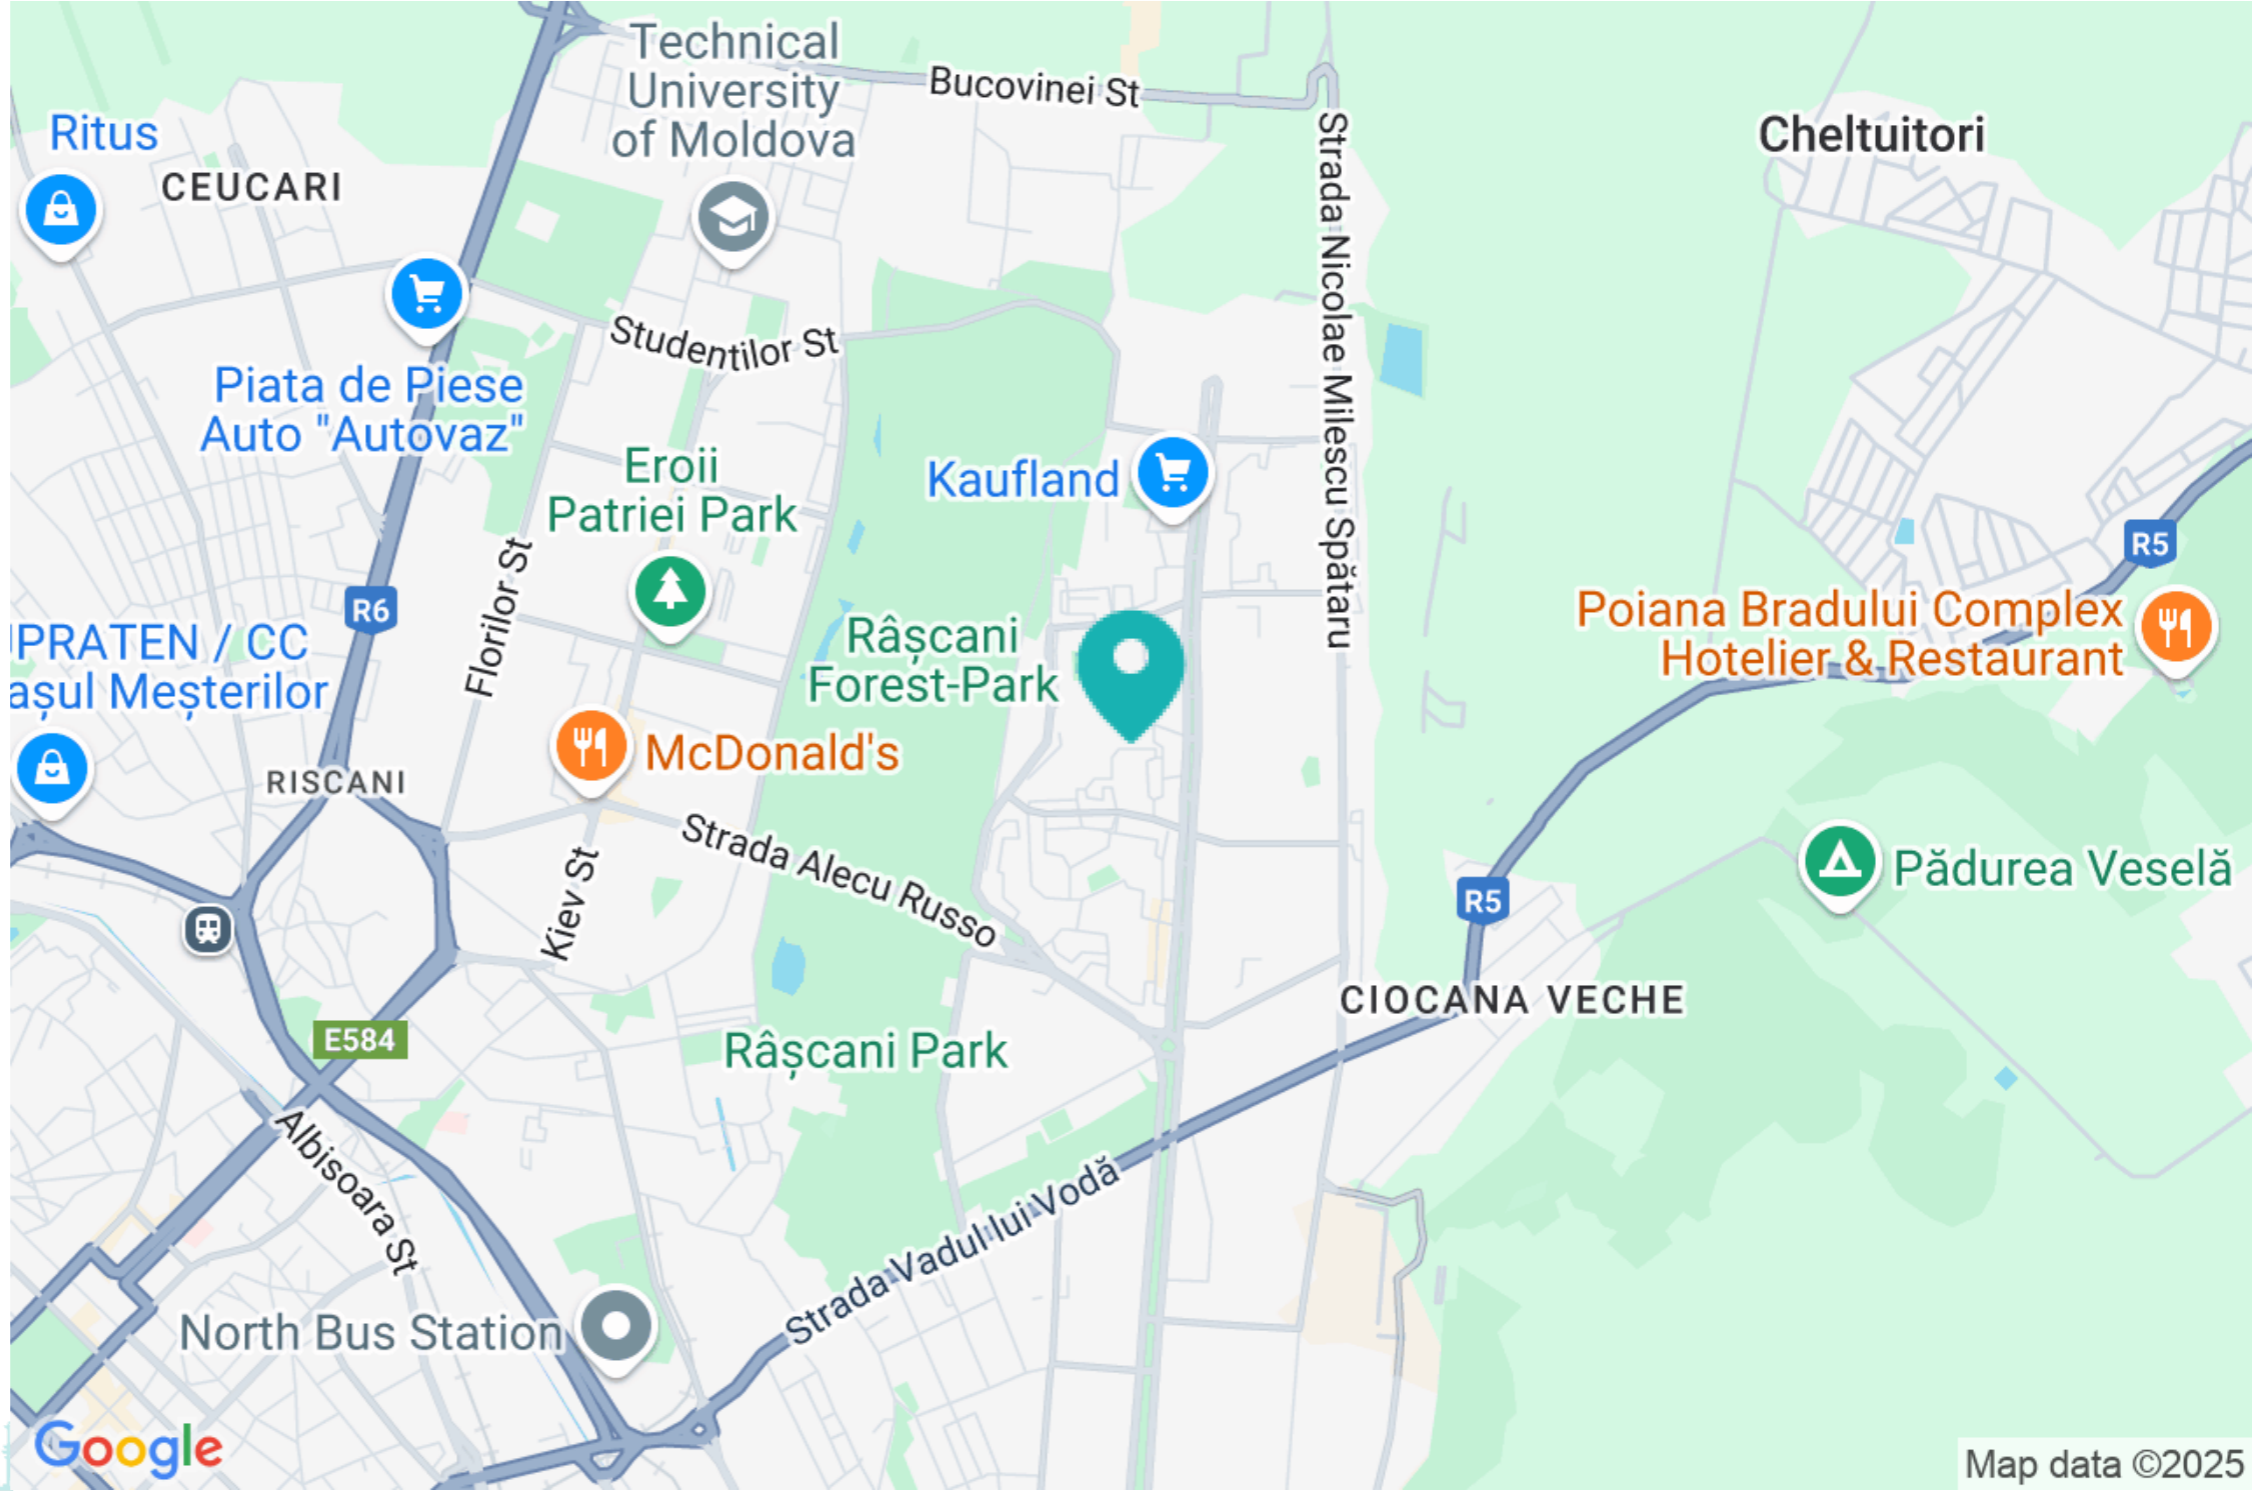 Technical
University
of Moldova
Bucovinei St
Ritus
CEUCARI
Cheltuitori
Strada Nicolae Milescu Spătaru
Studentilor St
Piata de Piese
Auto "Autovaz"
Eroii
Patriei Park
Kaufland
R5
Florilor St
R6
Poiana Bradului Complex
Hotelier & Restaurant
Râșcani
Forest-Park
PRATEN / CC
așul Meșterilor
McDonald's
RISCANI
Strada Alecu Russo
Kiev St
R5
Pădurea Veselă
CIOCANA VECHE
E584
Râșcani Park
Albisoara St
Strada Vadul lui Vodă
North Bus Station
Google
Map data ©2025